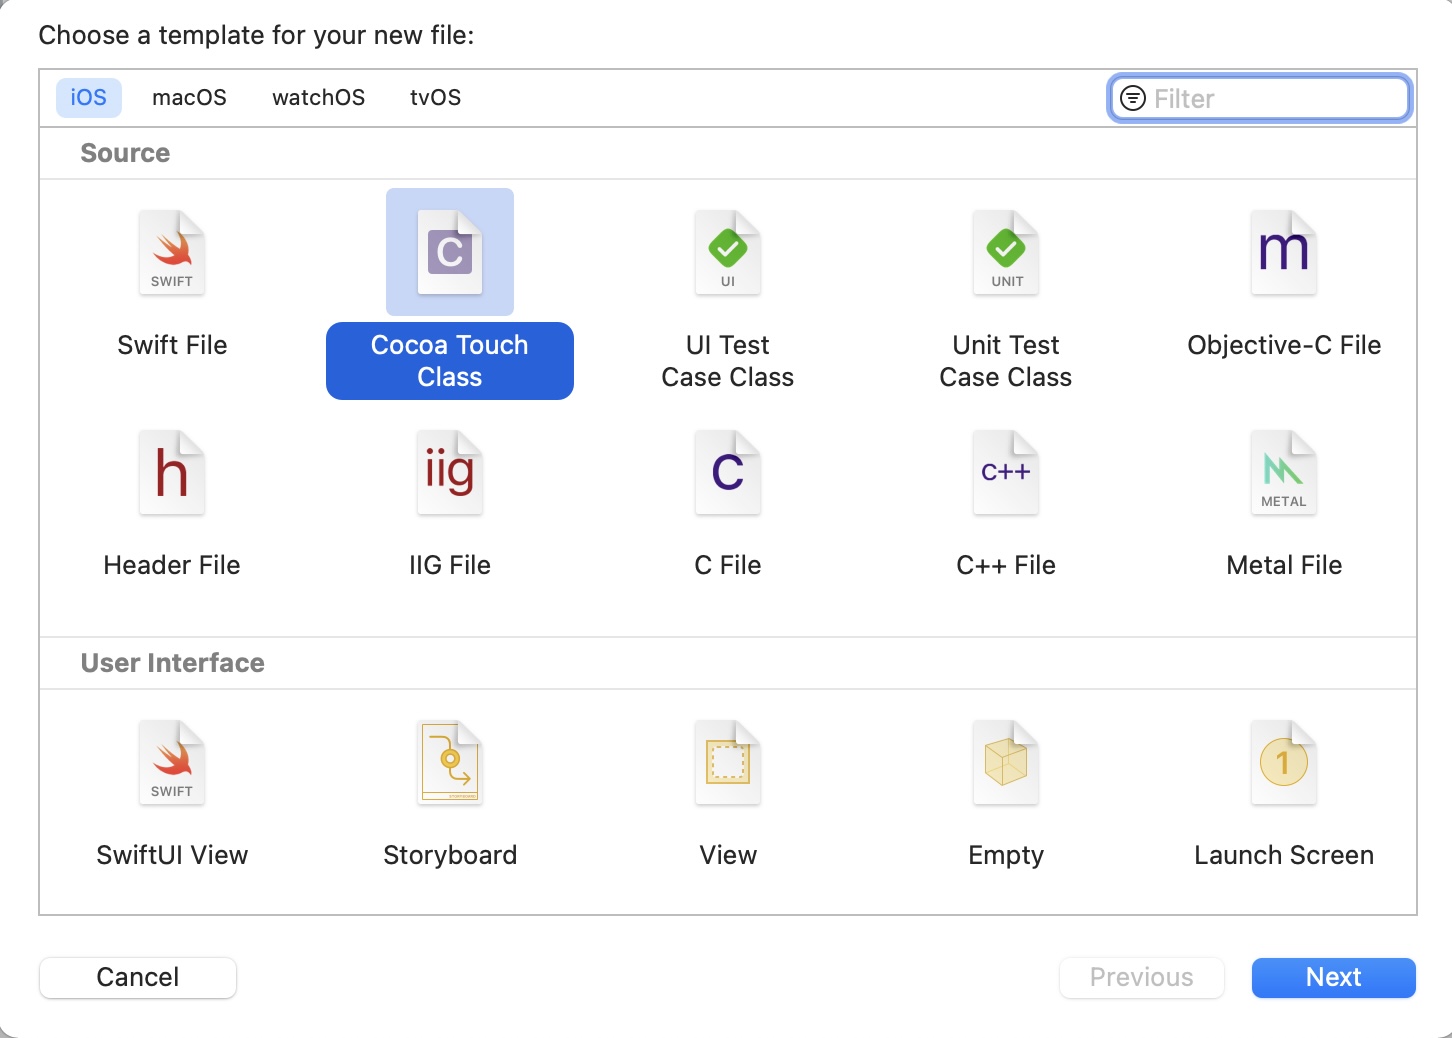 Choose a template for your new file:
iOS macOS watchOS tvOS Filter
Source
SWIFT C UI UNIT m
Swift File Cocoa Touch Class UI Test Case Class Unit Test Case Class Objective-C File
h iig C C++ METAL
Header File IIG File C File C++ File Metal File
User Interface
SWIFT 1
SwiftUI View Storyboard View Empty Launch Screen
Cancel Previous Next